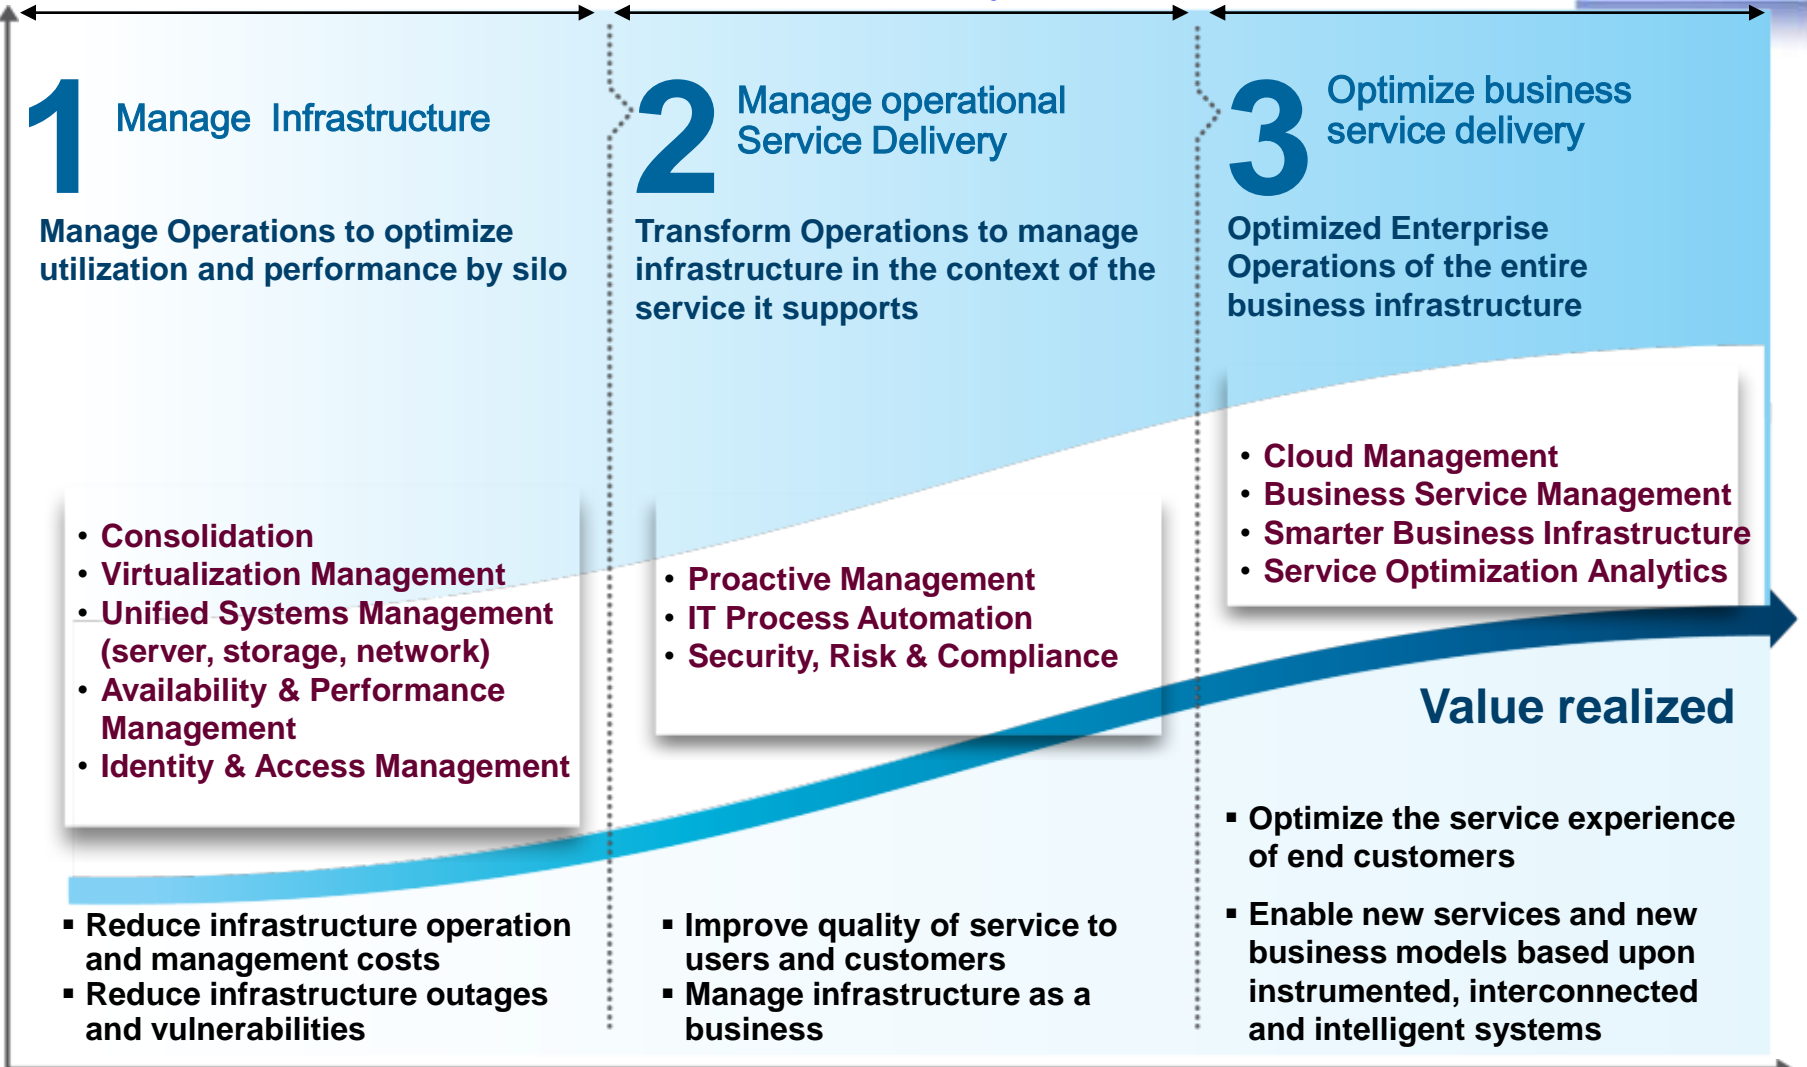 1
Manage Infrastructure
Manage Operations to optimize
utilization and performance by silo
• Consolidation
• Virtualization Management
• Unified Systems Management
(server, storage, network)
• Availability & Performance
Management
• Identity & Access Management
▪ Reduce infrastructure operation
and management costs
▪ Reduce infrastructure outages
and vulnerabilities
2
Manage operational
Service Delivery
Transform Operations to manage
infrastructure in the context of the
service it supports
• Proactive Management
• IT Process Automation
• Security, Risk & Compliance
▪ Improve quality of service to
users and customers
▪ Manage infrastructure as a
business
3
Optimize business
service delivery
Optimized Enterprise
Operations of the entire
business infrastructure
• Cloud Management
• Business Service Management
• Smarter Business Infrastructure
• Service Optimization Analytics
Value realized
▪ Optimize the service experience
of end customers
▪ Enable new services and new
business models based upon
instrumented, interconnected
and intelligent systems